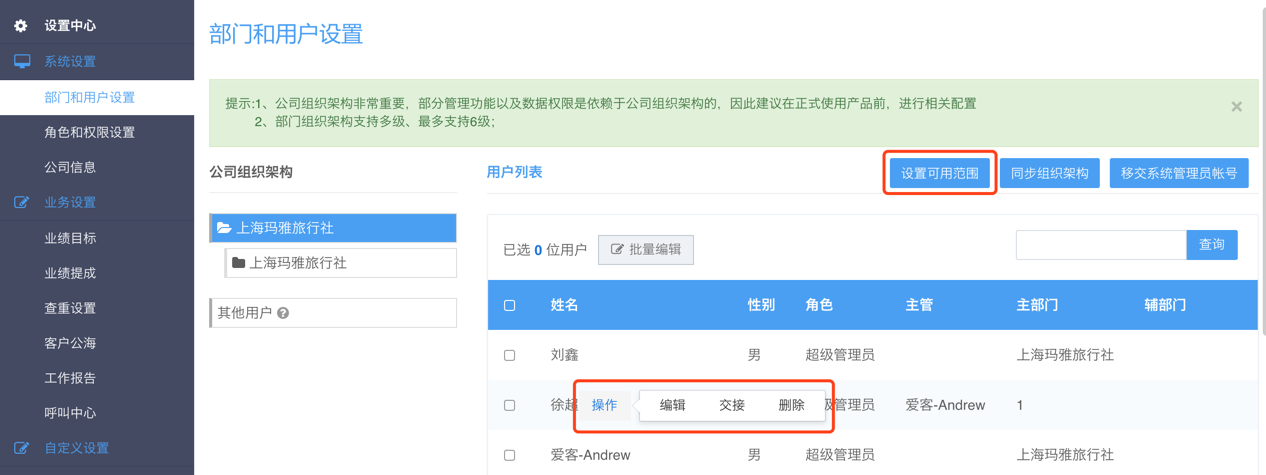 设置中心
系统设置
部门和用户设置
角色和权限设置
公司信息
业务设置
业绩目标
业绩提成
查重设置
客户公海
工作报告
呼叫中心
自定义设置
部门和用户设置
提示:1、公司组织架构非常重要，部分管理功能以及数据权限是依赖于公司组织架构的，因此建议在正式使用产品前，进行相关配置
2、部门组织架构支持多级、最多支持6级；
×
公司组织架构
上海玛雅旅行社
上海玛雅旅行社
其他用户 ?
用户列表 设置可用范围 同步组织架构 移交系统管理员帐号
已选 0 位用户 批量编辑 查询
姓名 性别 角色 主管 主部门 辅部门
刘鑫 男 超级管理员 上海玛雅旅行社
徐超 操作 编辑 交接 删除 级管理员 爱客-Andrew 1
爱客-Andrew 男 超级管理员 上海玛雅旅行社